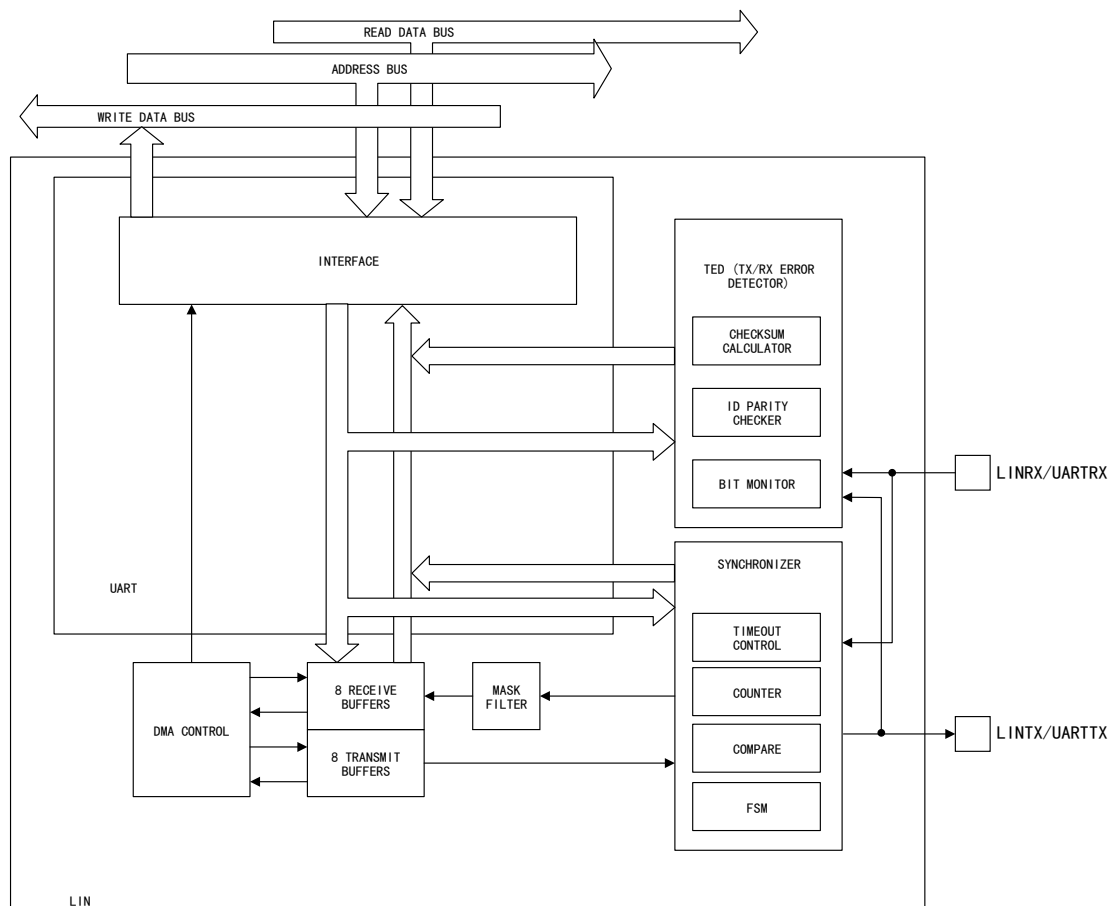 READ DATA BUS
ADDRESS BUS
WRITE DATA BUS
INTERFACE
TED (TX/RX ERROR
DETECTOR)
CHECKSUM
CALCULATOR
ID PARITY
CHECKER
BIT MONITOR
LINRX/UARTRX
SYNCHRONIZER
UART
TIMEOUT
CONTROL
8 RECEIVE
BUFFERS
MASK
FILTER
COUNTER
DMA CONTROL
LINTX/UARTTX
8 TRANSMIT
BUFFERS
COMPARE
FSM
LIN